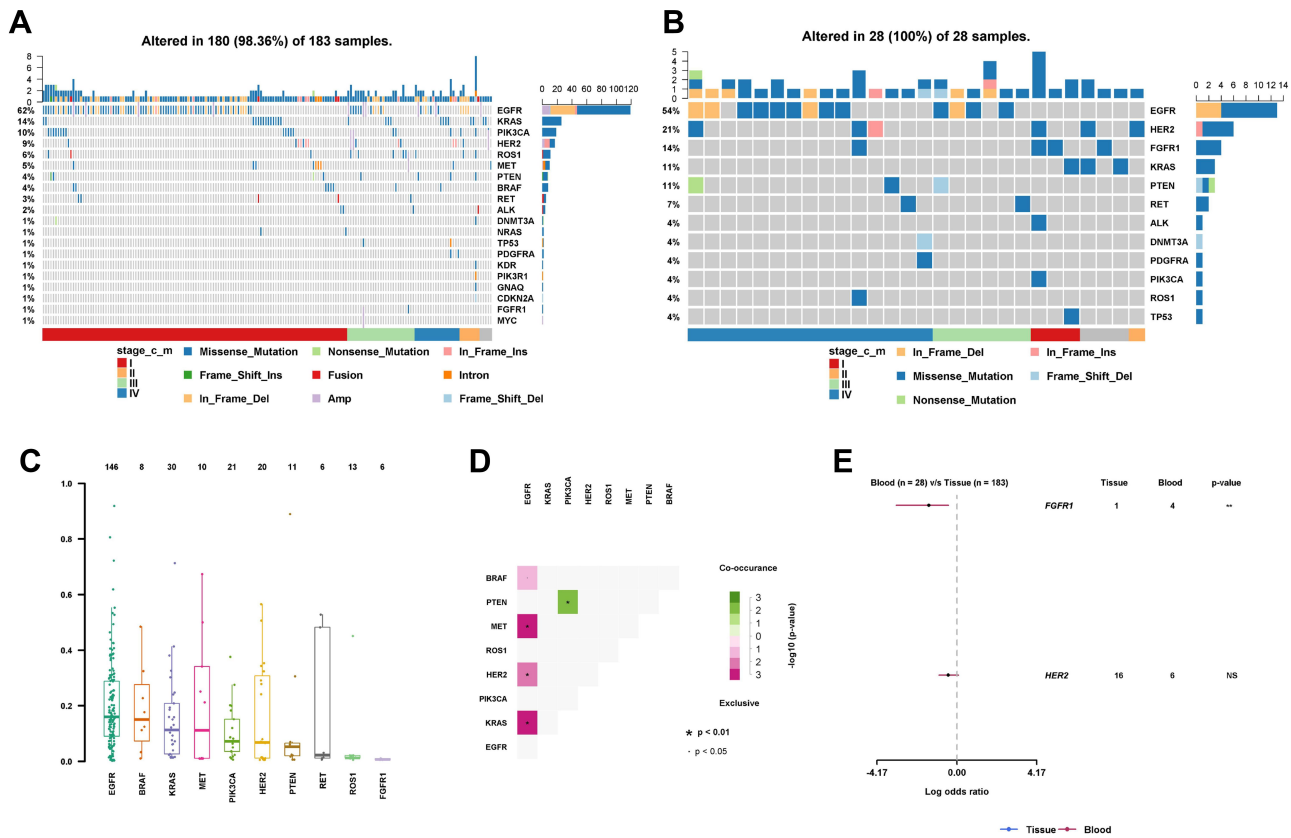 A
Altered in 180 (98.36%) of 183 samples.
8
6
4
2
0
0 20 40 60 80 100 120
62% EGFR
14% KRAS
10% PIK3CA
9% HER2
6% ROS1
5% MET
4% PTEN
4% BRAF
3% RET
2% ALK
1% DNMT3A
1% NRAS
1% TP53
1% PDGFRA
1% KDR
1% PIK3R1
1% GNAQ
1% CDKN2A
1% FGFR1
1% MYC
stage_c_m
I
II
III
IV
Missense_Mutation
Nonsense_Mutation
In_Frame_Ins
Frame_Shift_Ins
Fusion
Intron
In_Frame_Del
Amp
Frame_Shift_Del
B
Altered in 28 (100%) of 28 samples.
5
4
3
2
1
0
0 2 4 6 8 10 12 14
54% EGFR
21% HER2
14% FGFR1
11% KRAS
11% PTEN
7% RET
4% ALK
4% DNMT3A
4% PDGFRA
4% PIK3CA
4% ROS1
4% TP53
stage_c_m
I
II
III
IV
In_Frame_Del
In_Frame_Ins
Missense_Mutation
Frame_Shift_Del
Nonsense_Mutation
C
146 8 30 10 21 20 11 6 13 6
1.0
0.8
0.6
0.4
0.2
0.0
EGFR
BRAF
KRAS
MET
PIK3CA
HER2
PTEN
RET
ROS1
FGFR1
D
EGFR
KRAS
PIK3CA
HER2
ROS1
MET
PTEN
BRAF
BRAF
PTEN
MET
ROS1
HER2
PIK3CA
KRAS
EGFR
Co-occurance
3
2
1
0
1
2
3
-log10 (p-value)
Exclusive
* p < 0.01
· p < 0.05
E
Blood (n = 28) v/s Tissue (n = 183) Tissue Blood p-value
FGFR1 1 4 **
HER2 16 6 NS
-4.17 0.00 4.17
Log odds ratio
Tissue Blood